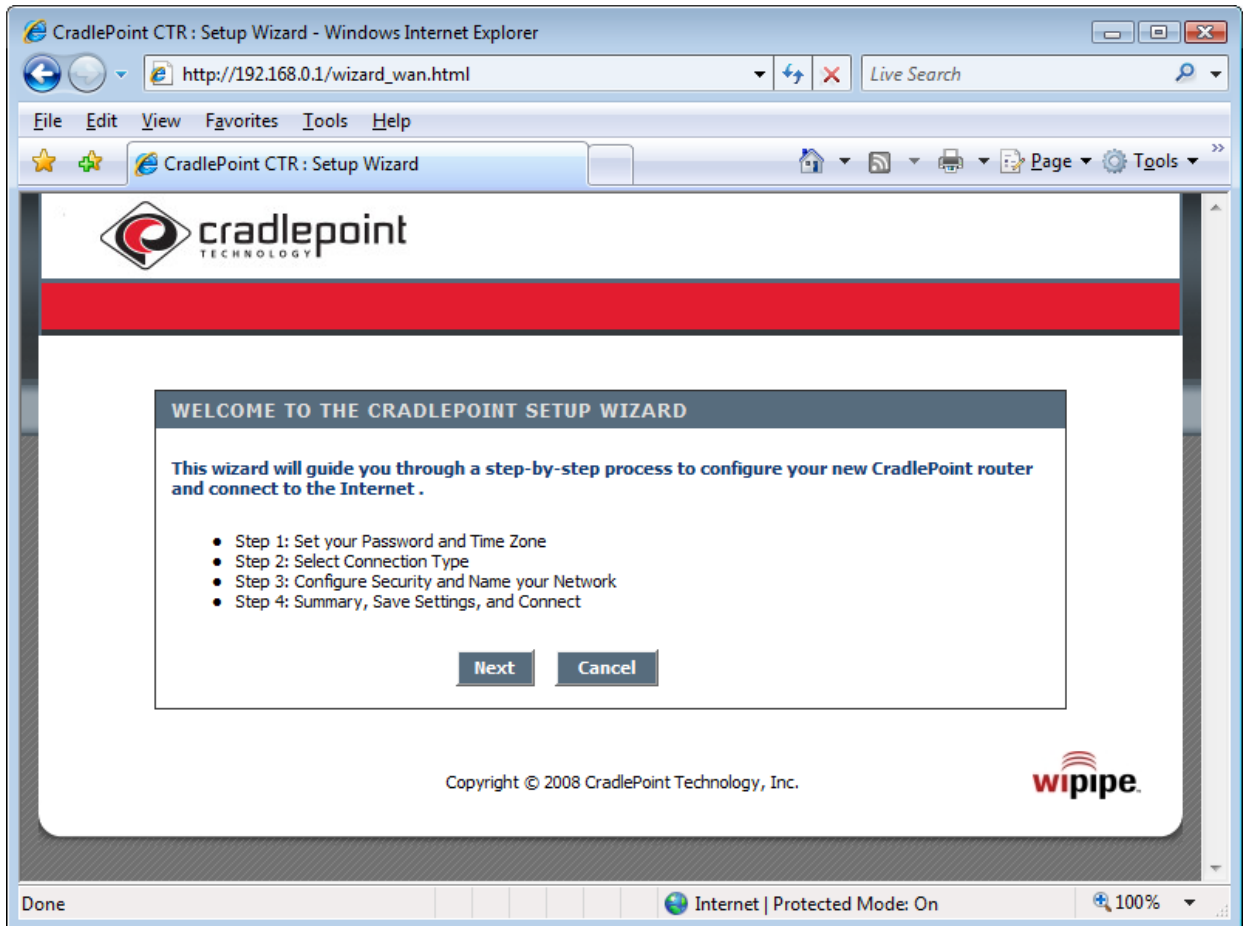 CradlePoint CTR : Setup Wizard - Windows Internet Explorer
http://192.168.0.1/wizard_wan.html
Live Search
File Edit View Favorites Tools Help
CradlePoint CTR : Setup Wizard
Page Tools »
cradlepoint
TECHNOLOGY
WELCOME TO THE CRADLEPOINT SETUP WIZARD
This wizard will guide you through a step-by-step process to configure your new CradlePoint router
and connect to the Internet .
• Step 1: Set your Password and Time Zone
• Step 2: Select Connection Type
• Step 3: Configure Security and Name your Network
• Step 4: Summary, Save Settings, and Connect
Next Cancel
Copyright © 2008 CradlePoint Technology, Inc.
wipipe™
Done
Internet | Protected Mode: On
100%